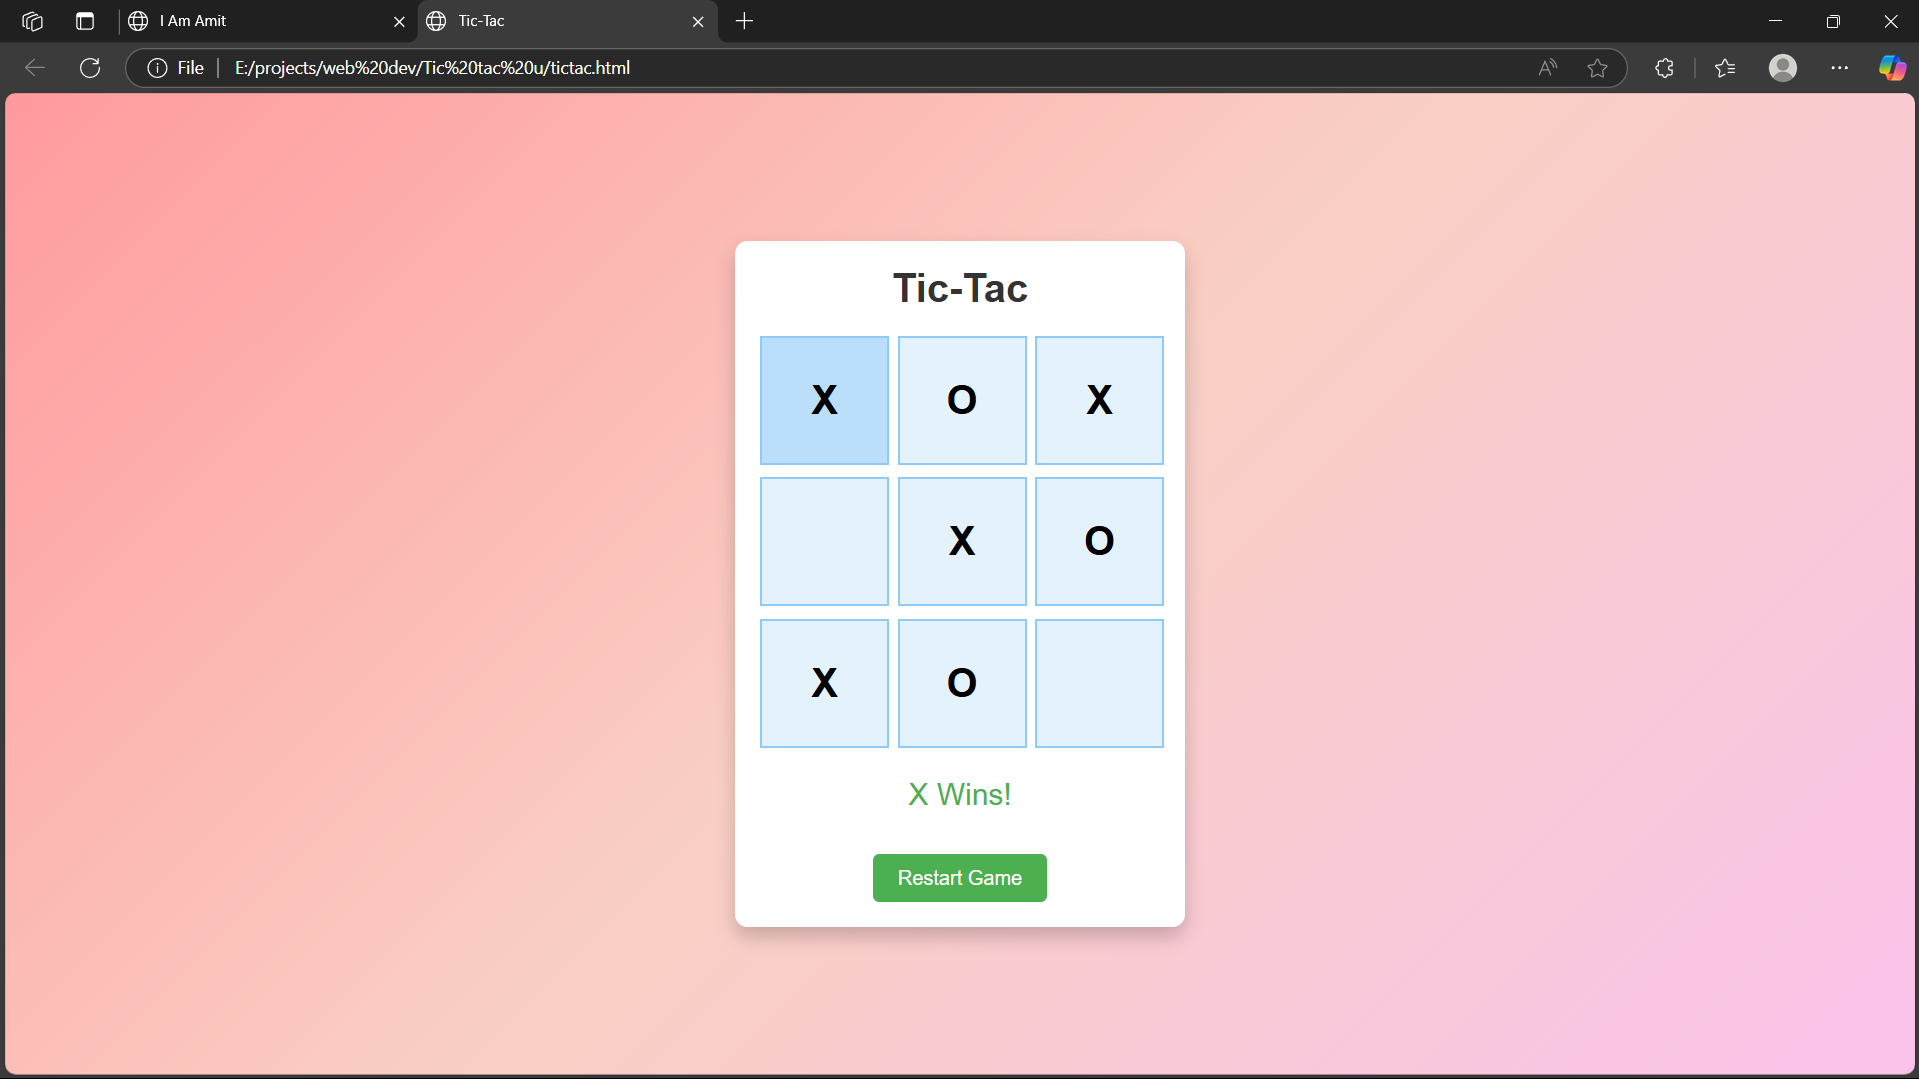 I Am Amit
Tic-Tac
File
E:/projects/web%20dev/Tic%20tac%20u/tictac.html
Tic-Tac
X O X
X O
X O
X Wins!
Restart Game